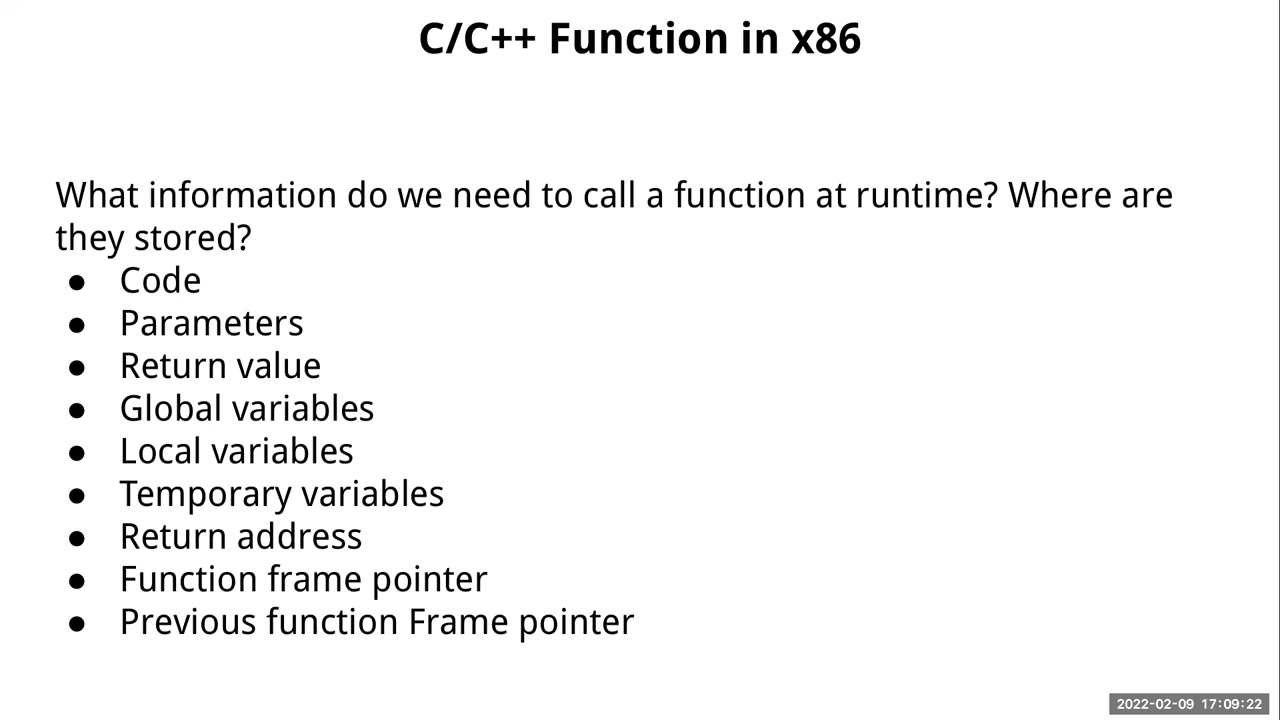 C/C++ Function in x86
What information do we need to call a function at runtime? Where are
they stored?
● Code
● Parameters
● Return value
● Global variables
● Local variables
● Temporary variables
● Return address
● Function frame pointer
● Previous function Frame pointer
2022-02-09 17:09:22